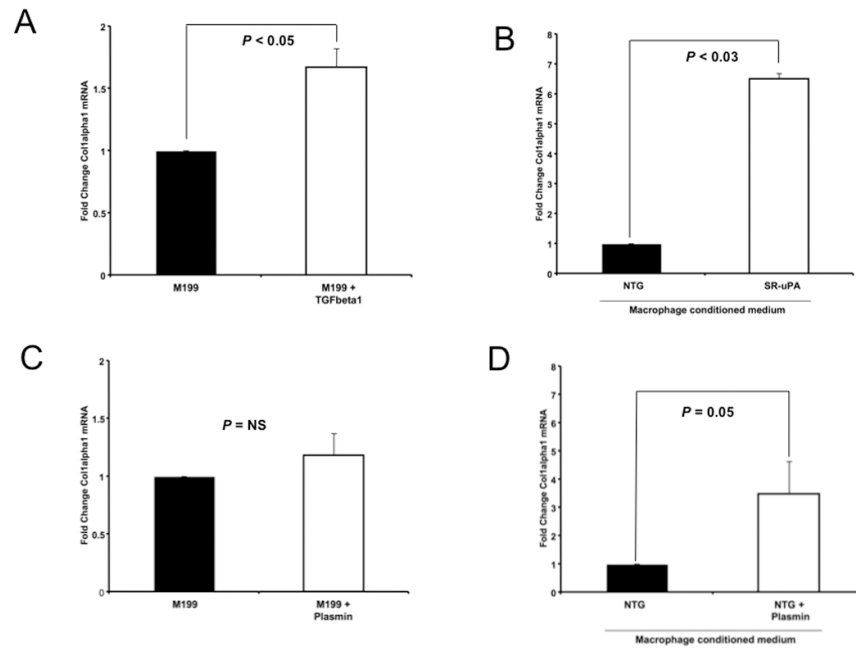 A
Fold Change Col1alpha1 mRNA
2
1.5
1
0.5
0
P < 0.05
M199
M199 +
TGFbeta1
B
Fold Change Col1alpha1 mRNA
8
7
6
5
4
3
2
1
0
P < 0.03
NTG
SR-uPA
Macrophage conditioned medium
C
Fold Change Col1alpha1 mRNA
2
1.5
1
0.5
0
P = NS
M199
M199 +
Plasmin
D
Fold Change Col1alpha1 mRNA
8
7
6
5
4
3
2
1
0
P = 0.05
NTG
NTG +
Plasmin
Macrophage conditioned medium